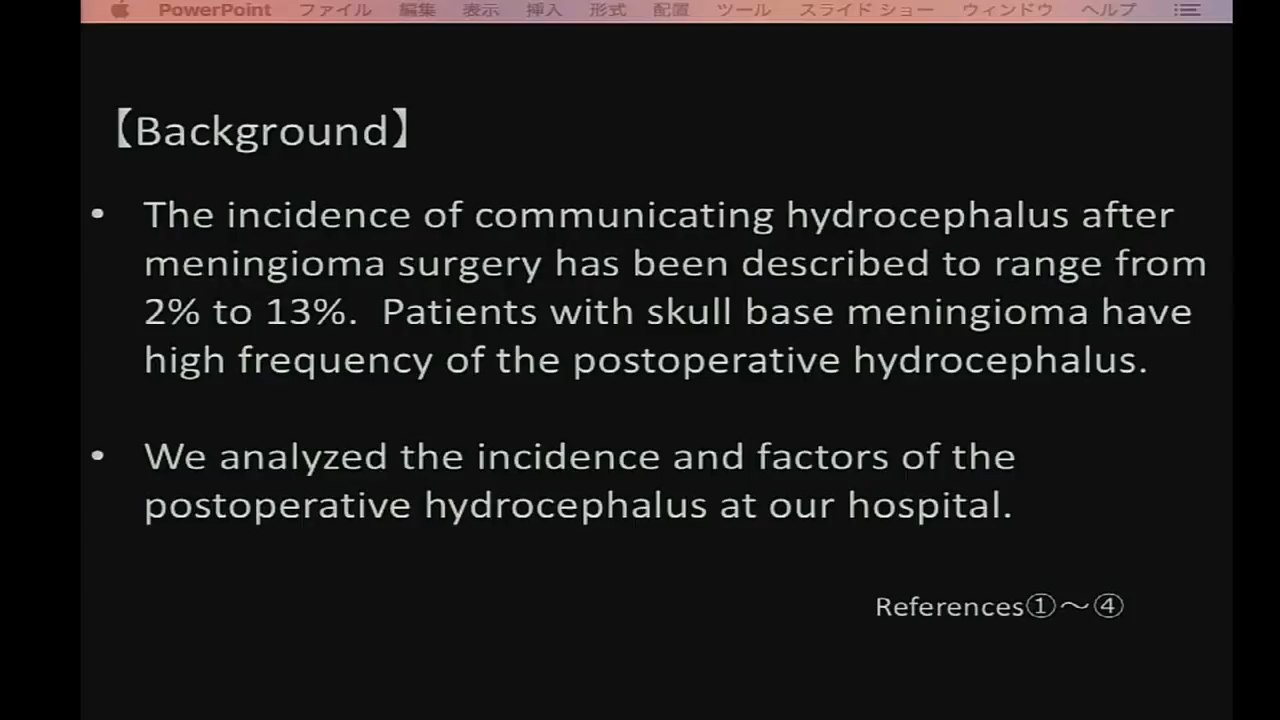 PowerPoint ファイル 編集 表示 挿入 形式 配置 ツール スライド ショー ウィンドウ ヘルプ
【Background】
• The incidence of communicating hydrocephalus after
meningioma surgery has been described to range from
2% to 13%. Patients with skull base meningioma have
high frequency of the postoperative hydrocephalus.
• We analyzed the incidence and factors of the
postoperative hydrocephalus at our hospital.
References①～④